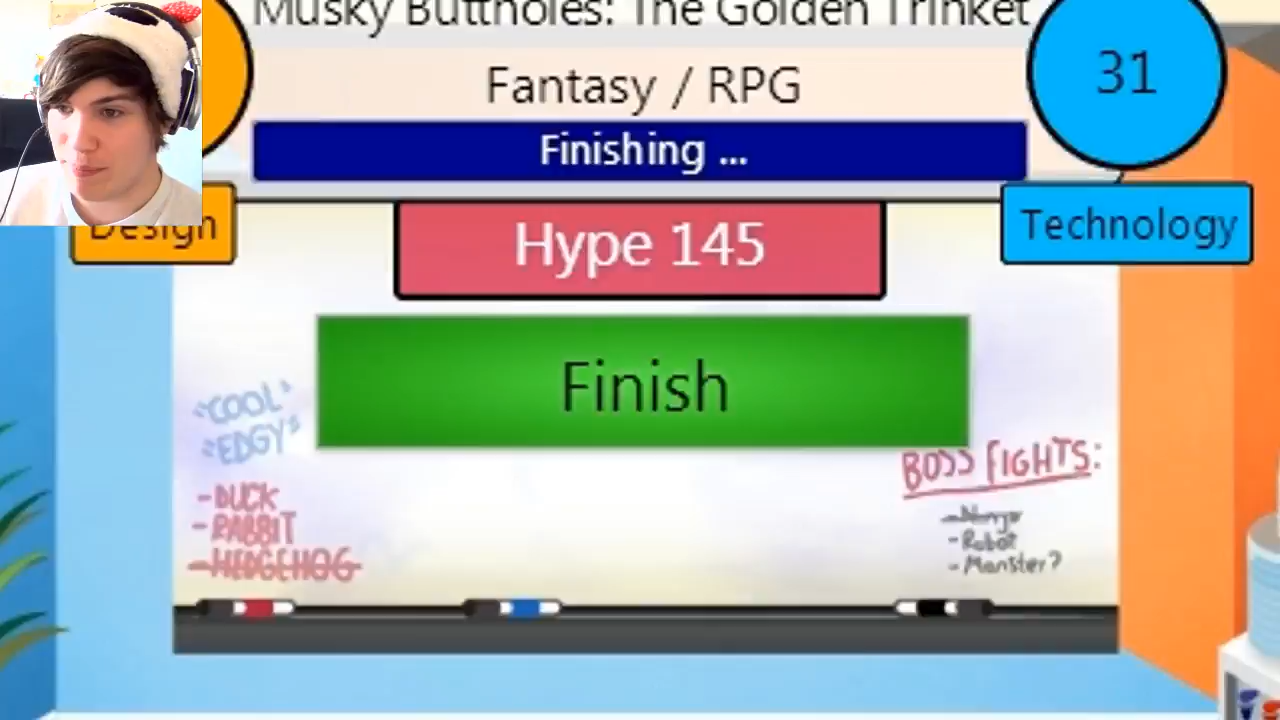 Musky Buttholes: The Golden Trinket
Fantasy / RPG
31
Finishing ...
Design
Hype 145
Technology
Finish
"COOL"
"EDGY"
-DUCK
-RABBIT
-HEDGEHOG
BOSS FIGHTS:
-Ninja
-Robot
-Monster?